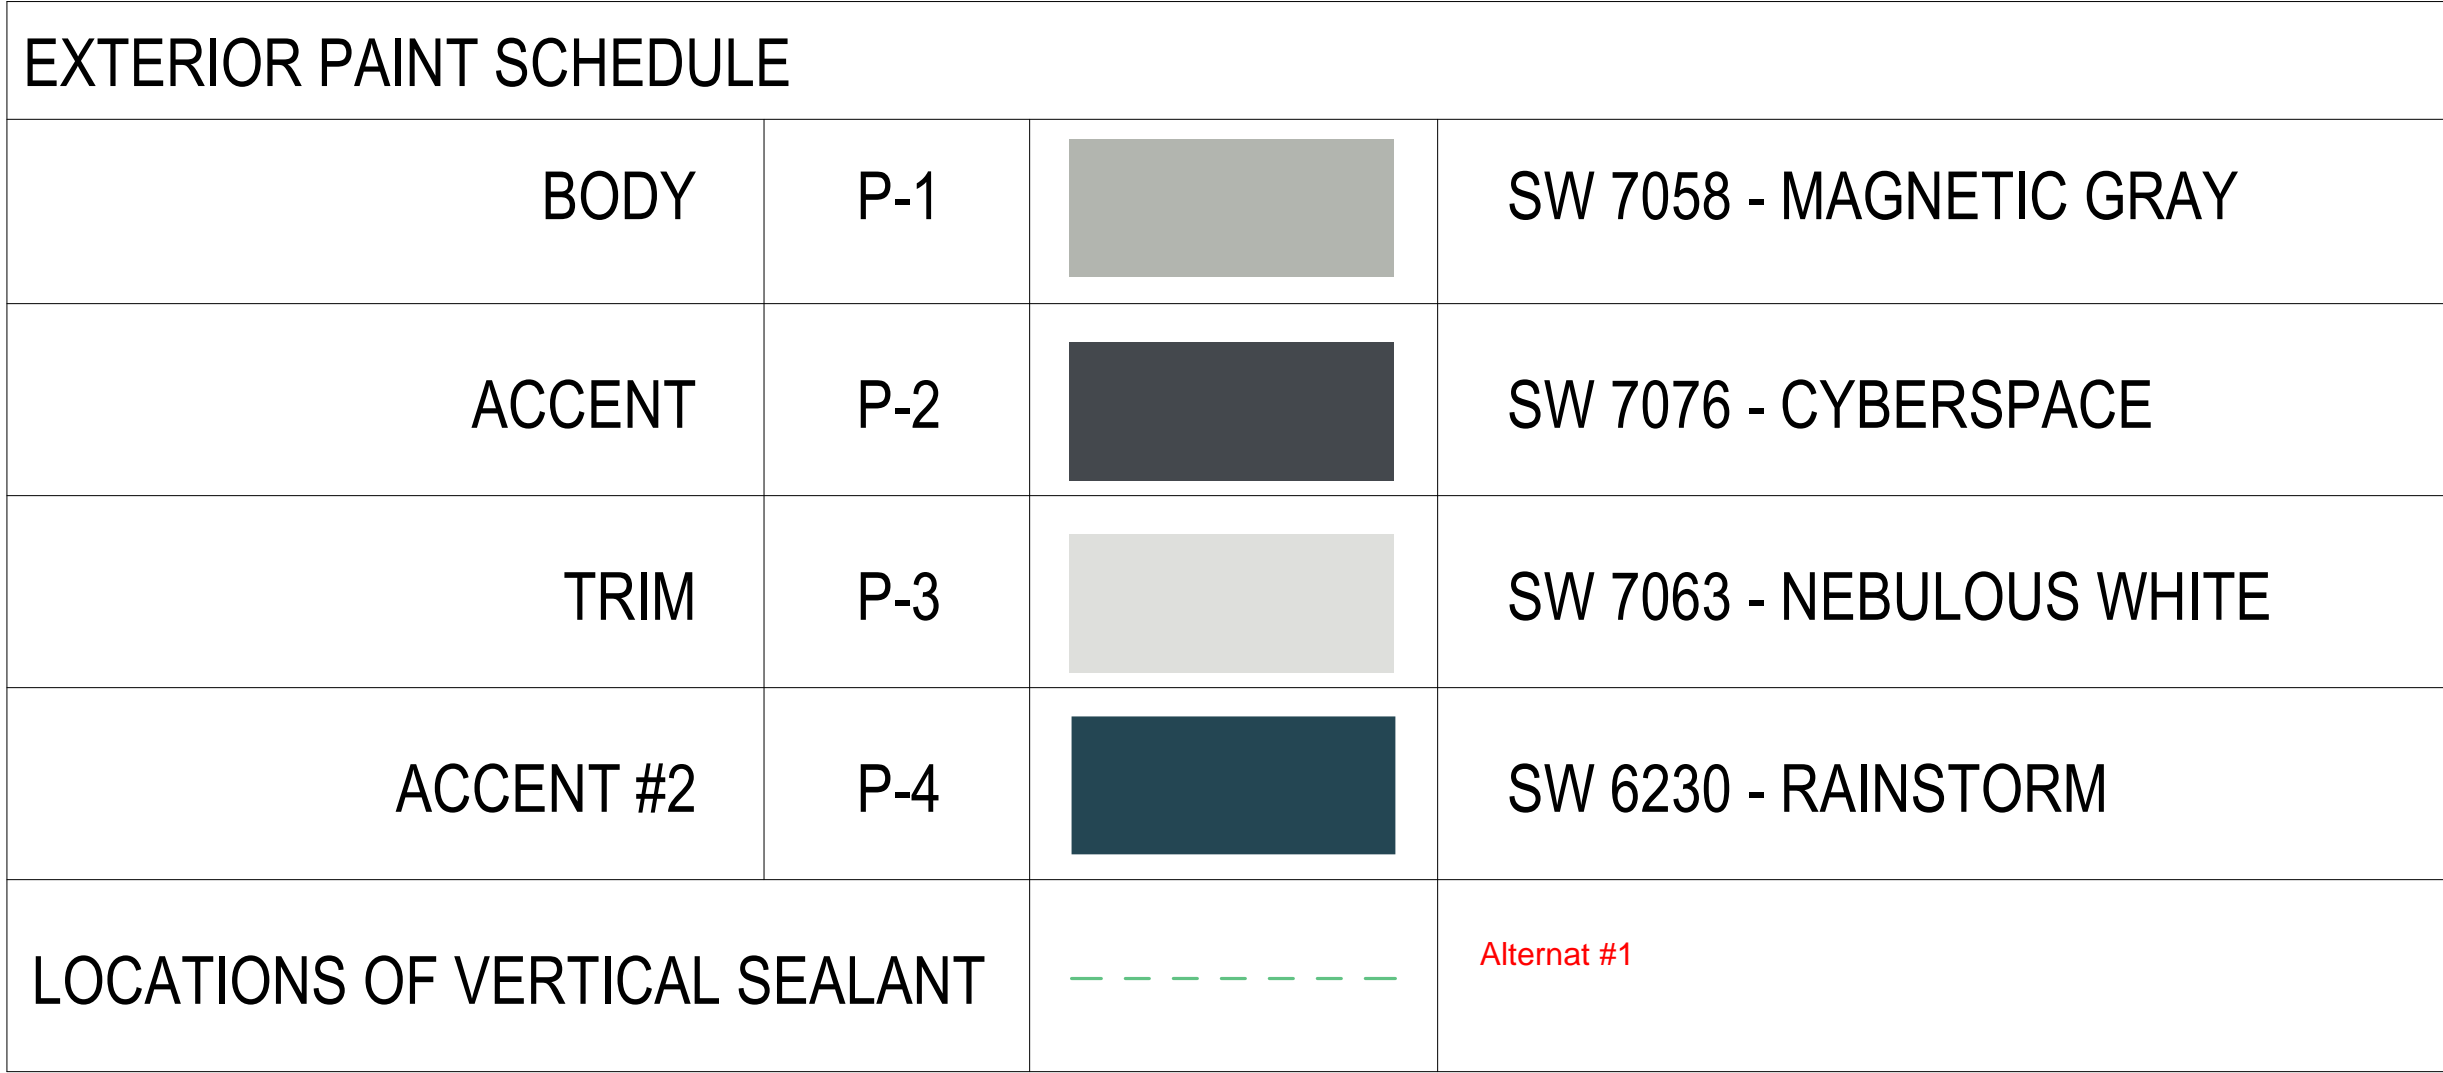 EXTERIOR PAINT SCHEDULE
BODY P-1 SW 7058 - MAGNETIC GRAY
ACCENT P-2 SW 7076 - CYBERSPACE
TRIM P-3 SW 7063 - NEBULOUS WHITE
ACCENT #2 P-4 SW 6230 - RAINSTORM
LOCATIONS OF VERTICAL SEALANT Alternat #1